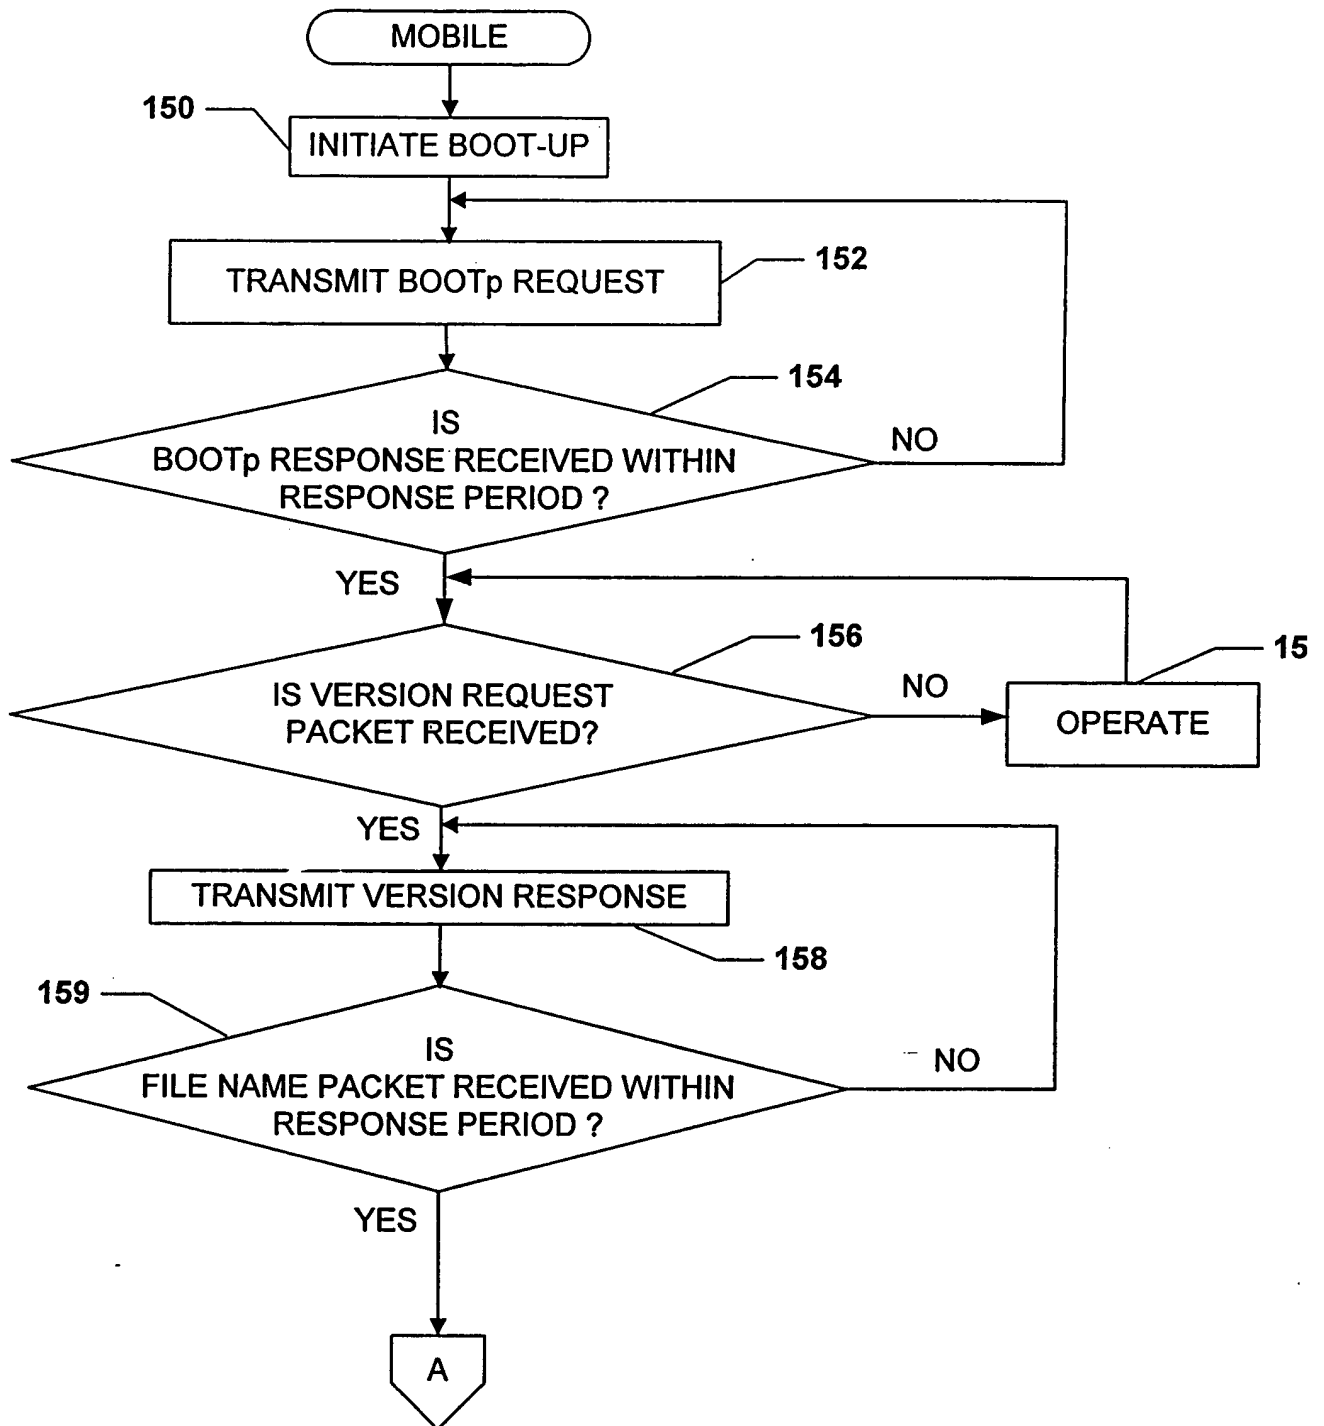 MOBILE
150
INITIATE BOOT-UP
TRANSMIT BOOTp REQUEST
152
154
IS
BOOTp RESPONSE RECEIVED WITHIN
RESPONSE PERIOD ?
NO
YES
156
15
IS VERSION REQUEST
PACKET RECEIVED?
NO
OPERATE
YES
TRANSMIT VERSION RESPONSE
158
159
IS
FILE NAME PACKET RECEIVED WITHIN
RESPONSE PERIOD ?
NO
YES
A